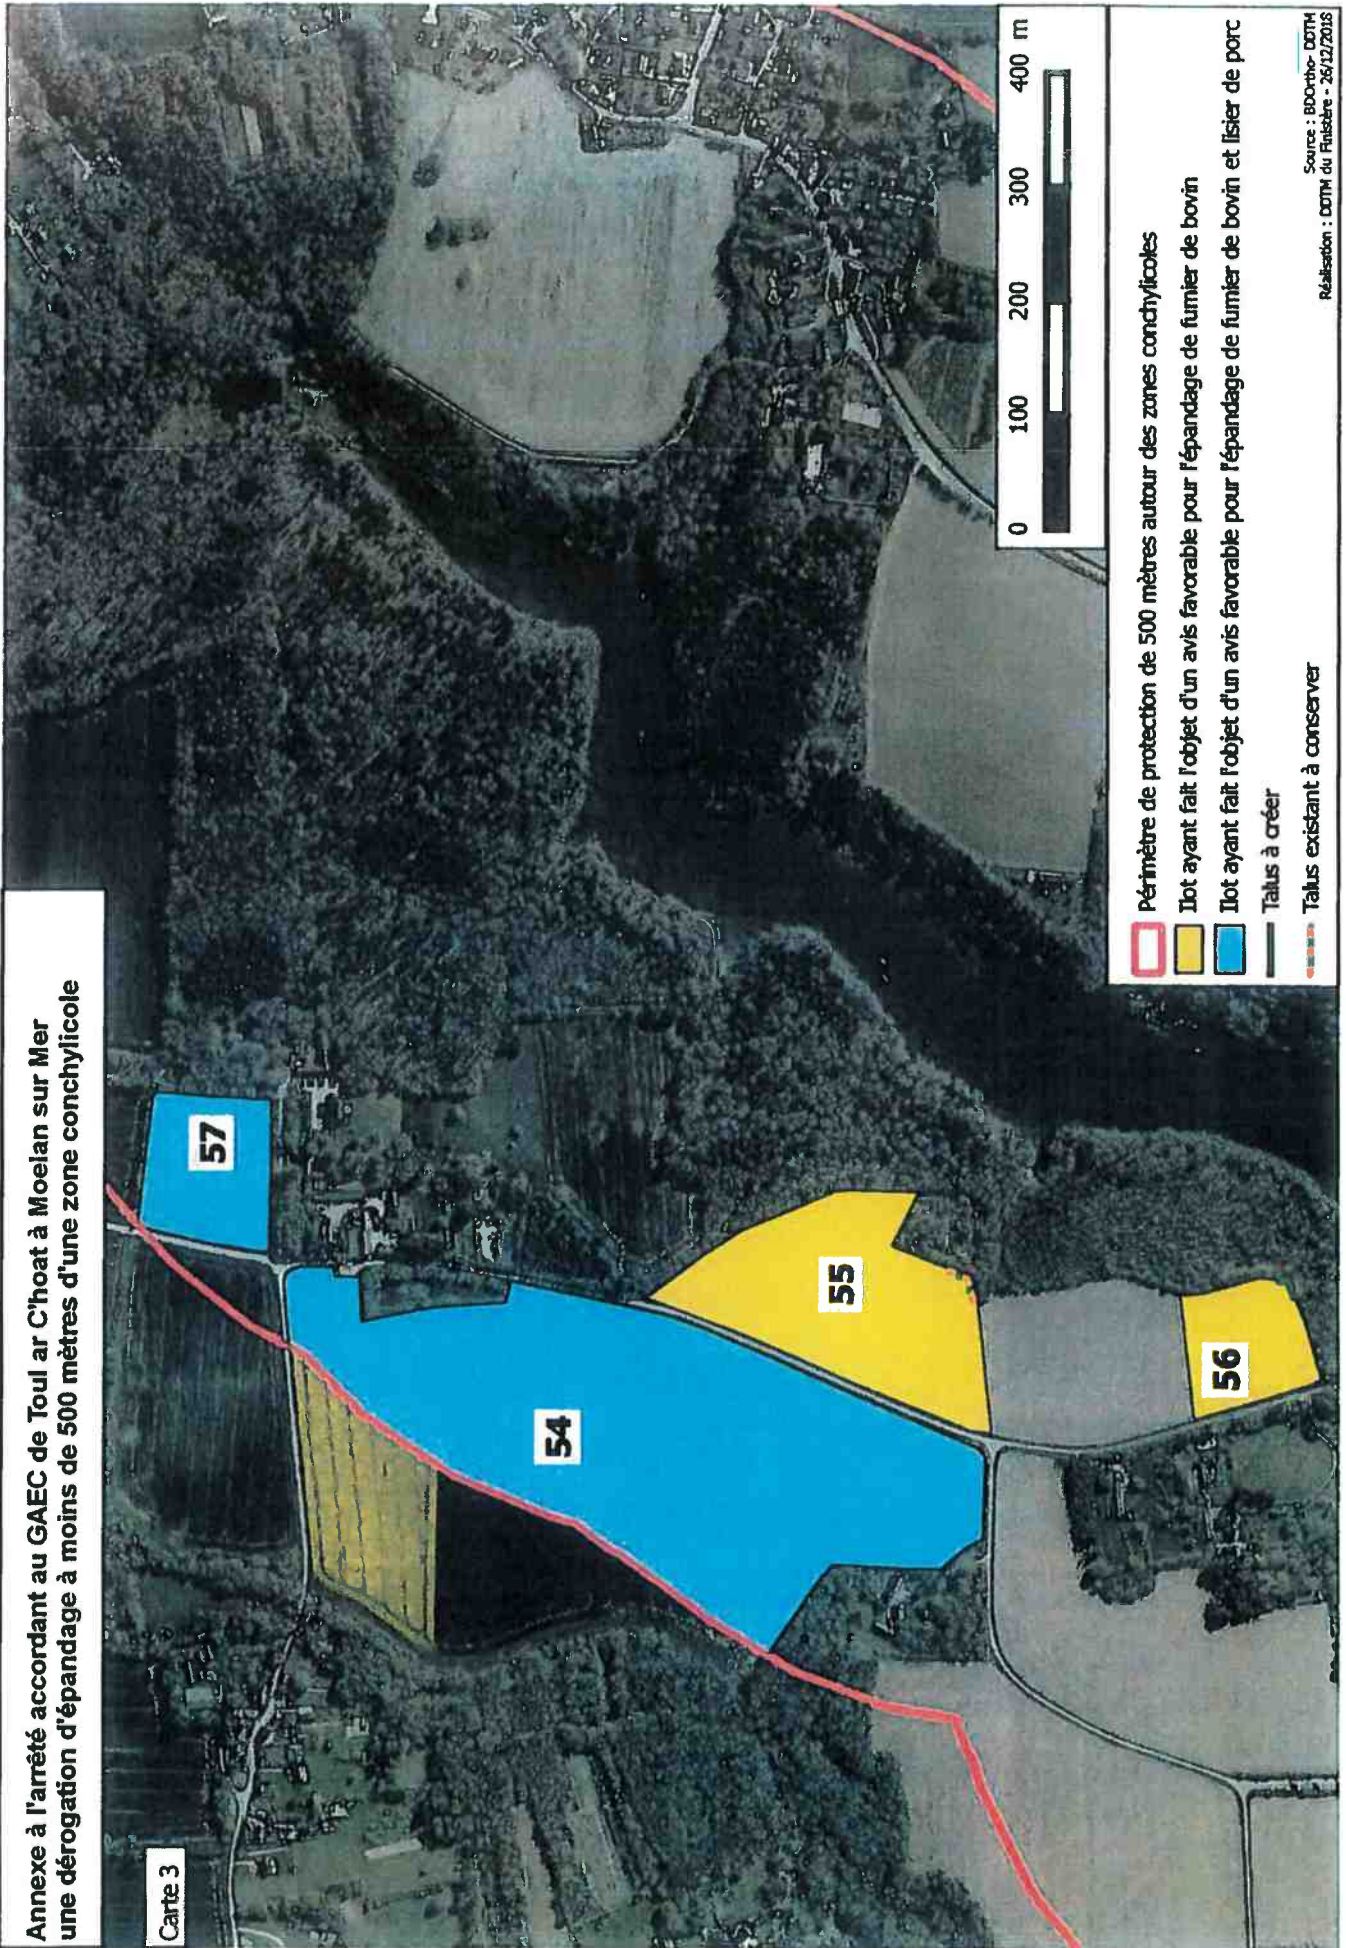 Annexe à l'arrêté accordant au GAEC de Toul ar C'hoat à Moelan sur Mer
une dérogation d'épandage à moins de 500 mètres d'une zone conchylicole
Carte 3
57
54
55
56
0 100 200 300 400 m
Périmètre de protection de 500 mètres autour des zones conchylicoles
Ilot ayant fait l'objet d'un avis favorable pour l'épandage de fumier de bovin
Ilot ayant fait l'objet d'un avis favorable pour l'épandage de fumier de bovin et lisier de porc
Talus à créer
Talus existant à conserver
Source : BDOrtho- DDTM
Réalisation : DDTM du Finistère - 26/12/2018